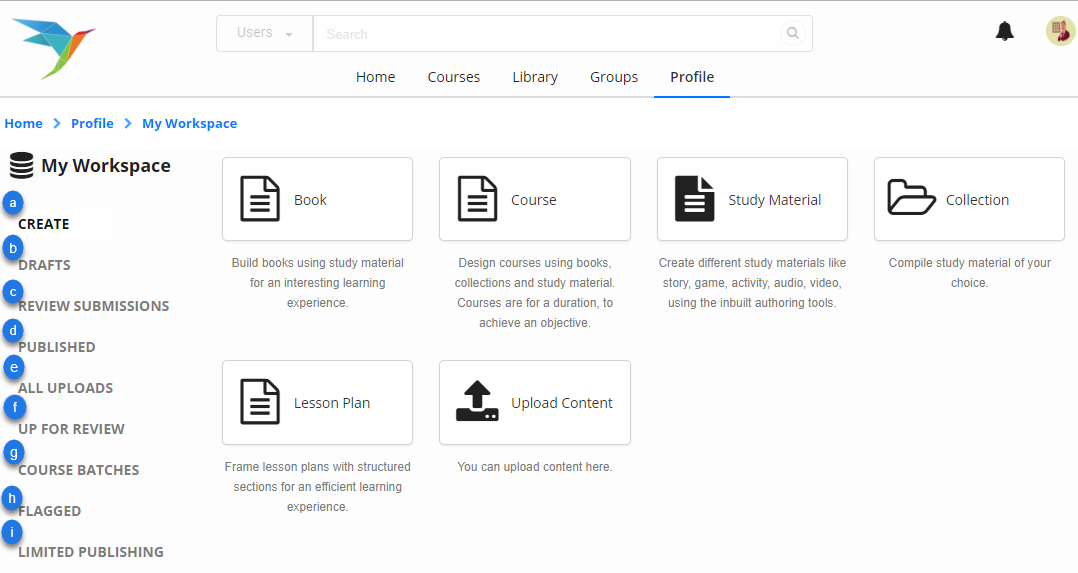 Users
Search
Home Courses Library Groups Profile
Home Profile My Workspace
My Workspace
a
CREATE
b
DRAFTS
c
REVIEW SUBMISSIONS
d
PUBLISHED
e
ALL UPLOADS
f
UP FOR REVIEW
g
COURSE BATCHES
h
FLAGGED
i
LIMITED PUBLISHING
Book
Build books using study material
for an interesting learning
experience.
Course
Design courses using books,
collections and study material.
Courses are for a duration, to
achieve an objective.
Study Material
Create different study materials like
story, game, activity, audio, video,
using the inbuilt authoring tools.
Collection
Compile study material of your
choice.
Lesson Plan
Frame lesson plans with structured
sections for an efficient learning
experience.
Upload Content
You can upload content here.